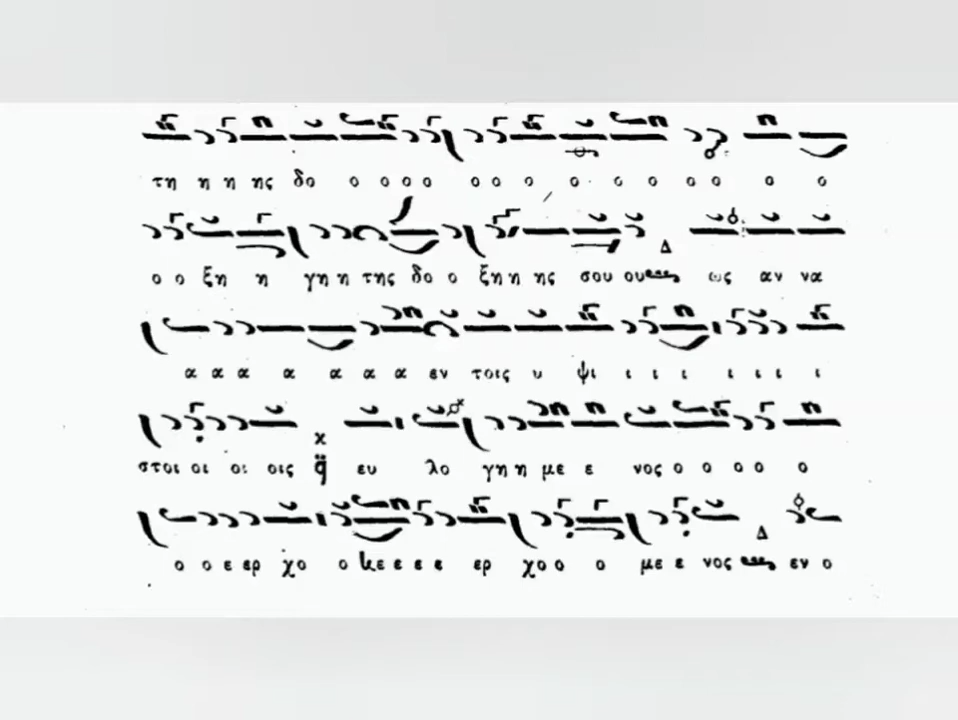 τη η η ης δο ο ο ο ο ο ο ο ο ο ο ο ο ο ο ο
ο ο ξη η γη η της δο ο ξη η ης σου ου ως αν να
α α α α α α α εν τοις υ ψι ι ι ι ι ι ι ι
στοι οι οι οις ευ λο γη η με ε νος ο ο ο ο ο
ο ο ε ερ χο ο κε ε ε ε ερ χο ο ο με ε νος εν ο